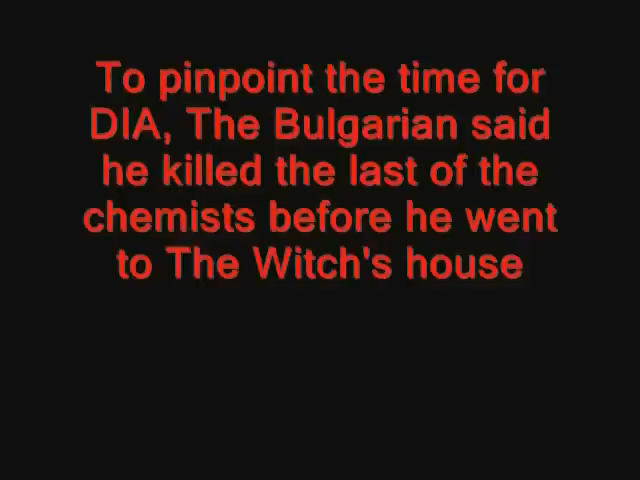 To pinpoint the time for
DIA, The Bulgarian said
he killed the last of the
chemists before he went
to The Witch's house